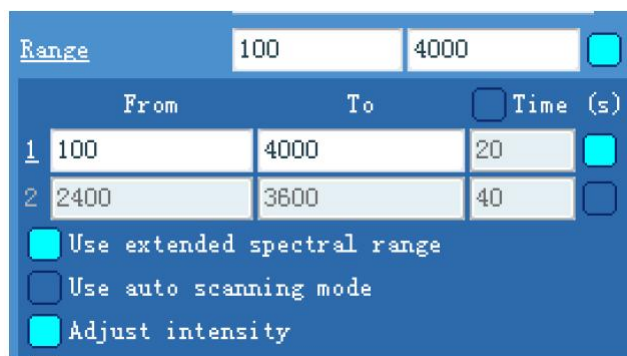 Range 100 4000
From To Time (s)
1 100 4000 20
2 2400 3600 40
Use extended spectral range
Use auto scanning mode
Adjust intensity